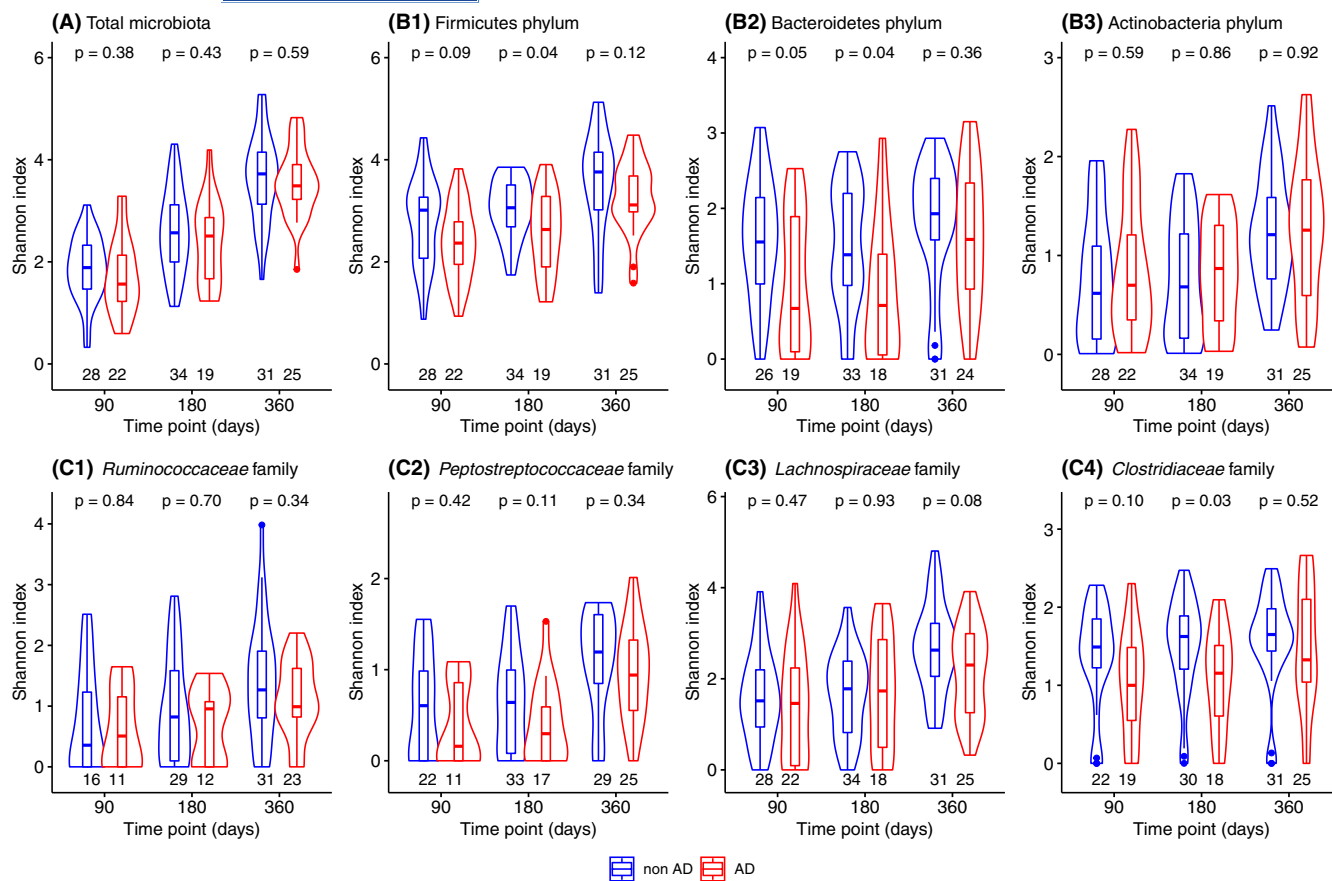 (A) Total microbiota
p = 0.38 p = 0.43 p = 0.59
6
4
2
0
Shannon index
28 22 34 19 31 25
90 180 360
Time point (days)
(B1) Firmicutes phylum
p = 0.09 p = 0.04 p = 0.12
6
4
2
0
Shannon index
28 22 34 19 31 25
90 180 360
Time point (days)
(B2) Bacteroidetes phylum
p = 0.05 p = 0.04 p = 0.36
4
3
2
1
0
Shannon index
26 19 33 18 31 24
90 180 360
Time point (days)
(B3) Actinobacteria phylum
p = 0.59 p = 0.86 p = 0.92
3
2
1
0
Shannon index
28 22 34 19 31 25
90 180 360
Time point (days)
(C1) Ruminococcaceae family
p = 0.84 p = 0.70 p = 0.34
4
3
2
1
0
Shannon index
16 11 29 12 31 23
90 180 360
Time point (days)
(C2) Peptostreptococcaceae family
p = 0.42 p = 0.11 p = 0.34
2
1
0
Shannon index
22 11 33 17 29 25
90 180 360
Time point (days)
(C3) Lachnospiraceae family
p = 0.47 p = 0.93 p = 0.08
6
4
2
0
Shannon index
28 22 34 18 31 25
90 180 360
Time point (days)
(C4) Clostridiaceae family
p = 0.10 p = 0.03 p = 0.52
3
2
1
0
Shannon index
22 19 30 18 31 25
90 180 360
Time point (days)
non AD AD